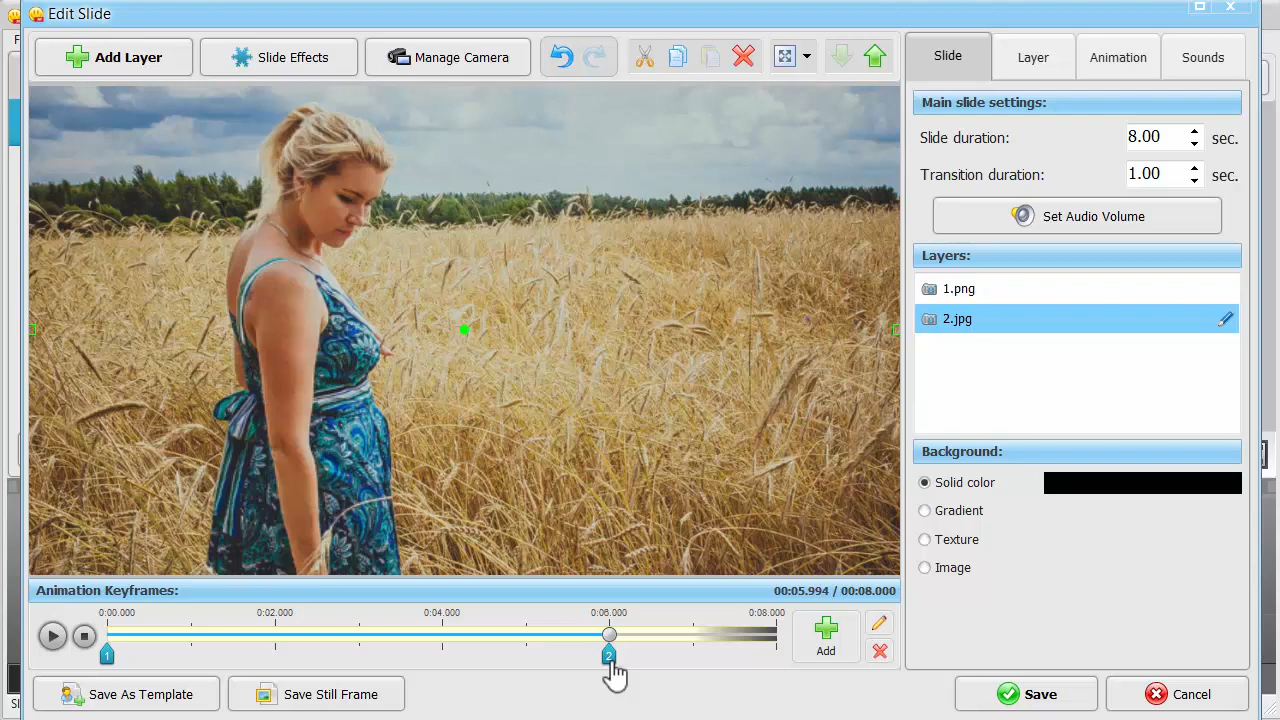 Edit Slide
Add Layer
Slide Effects
Manage Camera
Slide
Layer
Animation
Sounds
Main slide settings:
Slide duration:
8.00
sec.
Transition duration:
1.00
sec.
Set Audio Volume
Layers:
1.png
2.jpg
Background:
Solid color
Gradient
Texture
Image
Animation Keyframes:
00:05.994 / 00:08.000
0:00.000
0:02.000
0:04.000
0:06.000
0:08.000
1
2
Add
Save As Template
Save Still Frame
Save
Cancel